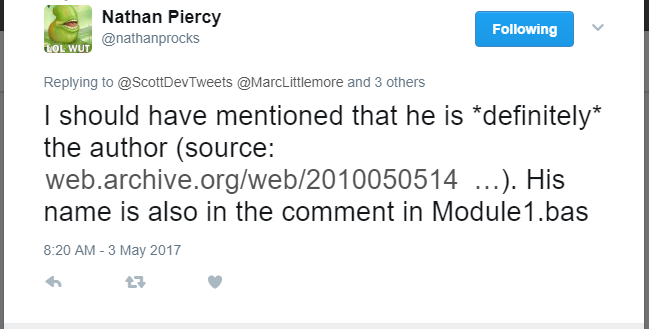 LOL WUT
Nathan Piercy
@nathanprocks
Following
Replying to @ScottDevTweets @MarcLittlemore and 3 others
I should have mentioned that he is *definitely*
the author (source:
web.archive.org/web/2010050514 …). His
name is also in the comment in Module1.bas
8:20 AM - 3 May 2017